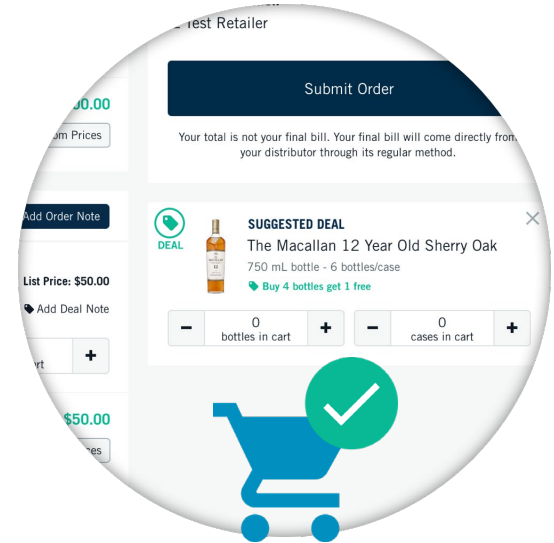 Test Retailer
Submit Order
Your total is not your final bill. Your final bill will come directly from
your distributor through its regular method.
00.00
Prices
Add Order Note
List Price: $50.00
Add Deal Note
$50.00
DEAL
SUGGESTED DEAL
The Macallan 12 Year Old Sherry Oak
750 mL bottle - 6 bottles/case
Buy 4 bottles get 1 free
0
bottles in cart
0
cases in cart